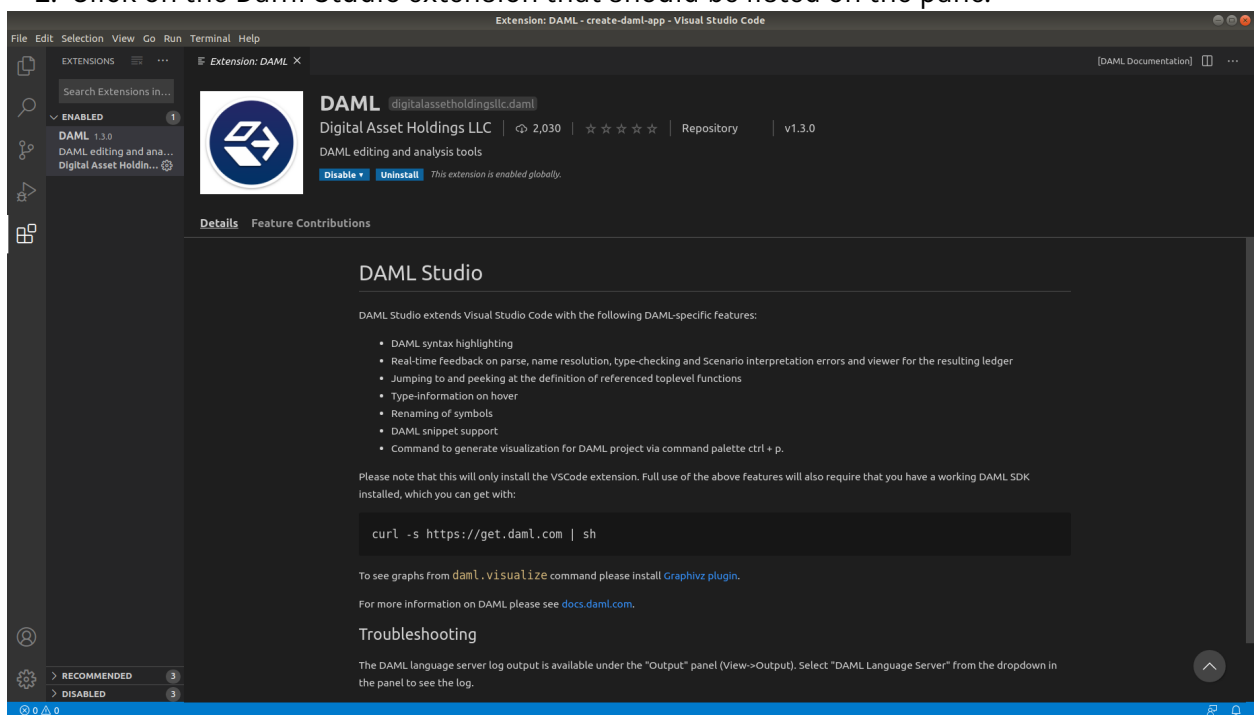 2. Click on the Daml Studio extension that should be listed on the pane.
Extension: DAML - create-daml-app - Visual Studio Code
File Edit Selection View Go Run Terminal Help
EXTENSIONS
Extension: DAML
[DAML Documentation]
Search Extensions in...
ENABLED 1
DAML 1.3.0
DAML editing and ana...
Digital Asset Holdin...
DAML digitalassetholdingsllc.daml
Digital Asset Holdings LLC 2,030 Repository v1.3.0
DAML editing and analysis tools
Disable Uninstall This extension is enabled globally.
Details Feature Contributions
DAML Studio
DAML Studio extends Visual Studio Code with the following DAML-specific features:
• DAML syntax highlighting
• Real-time feedback on parse, name resolution, type-checking and Scenario interpretation errors and viewer for the resulting ledger
• Jumping to and peeking at the definition of referenced toplevel functions
• Type-information on hover
• Renaming of symbols
• DAML snippet support
• Command to generate visualization for DAML project via command palette ctrl + p.
Please note that this will only install the VSCode extension. Full use of the above features will also require that you have a working DAML SDK
installed, which you can get with:
curl -s https://get.daml.com | sh
To see graphs from daml.visualize command please install Graphivz plugin.
For more information on DAML please see docs.daml.com.
Troubleshooting
The DAML language server log output is available under the "Output" panel (View->Output). Select "DAML Language Server" from the dropdown in
the panel to see the log.
RECOMMENDED 3
DISABLED 3
0 0